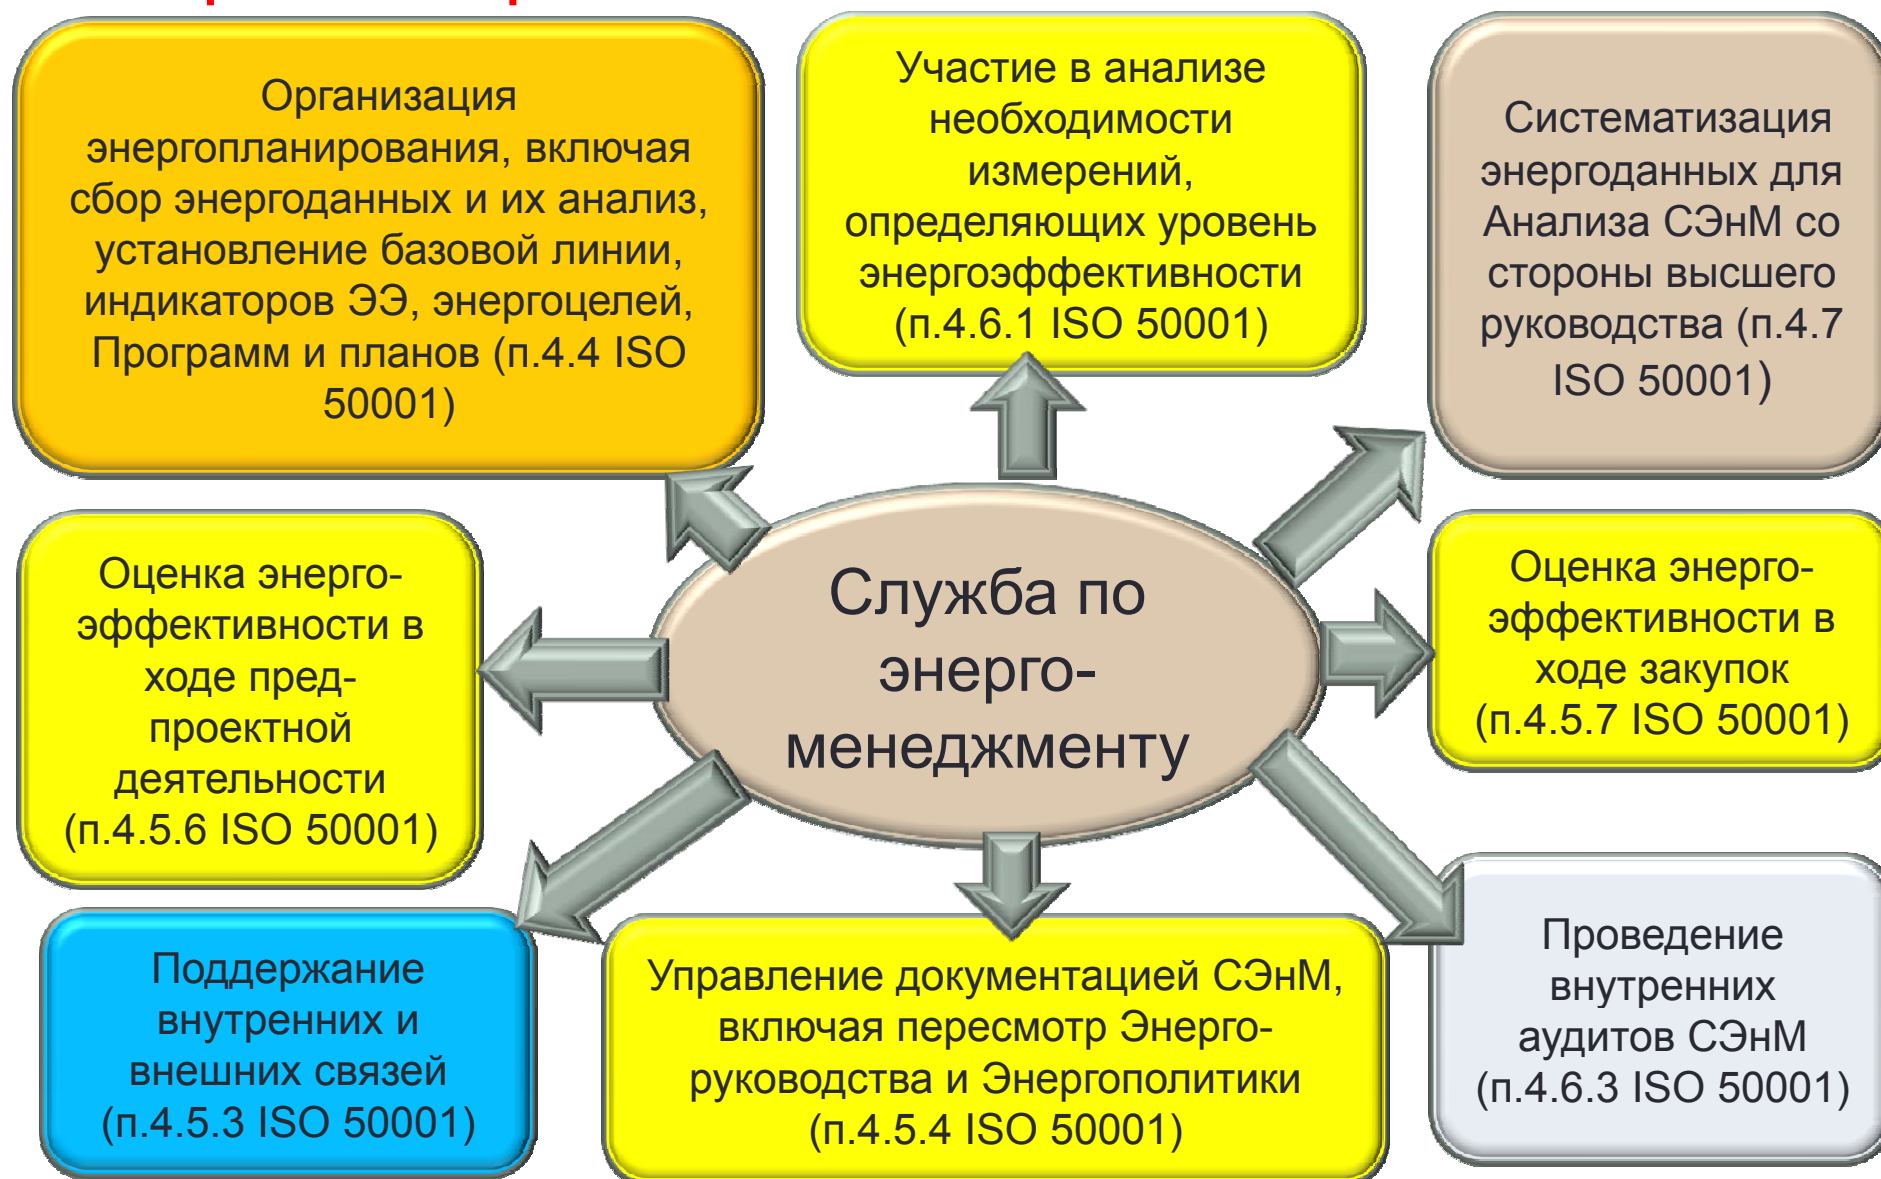 Организация
энергопланирования, включая
сбор энергоданных и их анализ,
установление базовой линии,
индикаторов ЭЭ, энергоцелей,
Программ и планов (п.4.4 ISO
50001)
Участие в анализе
необходимости
измерений,
определяющих уровень
энергоэффективности
(п.4.6.1 ISO 50001)
Систематизация
энергоданных для
Анализа СЭнМ со
стороны высшего
руководства (п.4.7
ISO 50001)
Оценка энерго-
эффективности в
ходе пред-
проектной
деятельности
(п.4.5.6 ISO 50001)
Служба по
энерго-
менеджменту
Оценка энерго-
эффективности в
ходе закупок
(п.4.5.7 ISO 50001)
Поддержание
внутренних и
внешних связей
(п.4.5.3 ISO 50001)
Управление документацией СЭнМ,
включая пересмотр Энерго-
руководства и Энергополитики
(п.4.5.4 ISO 50001)
Проведение
внутренних
аудитов СЭнМ
(п.4.6.3 ISO 50001)